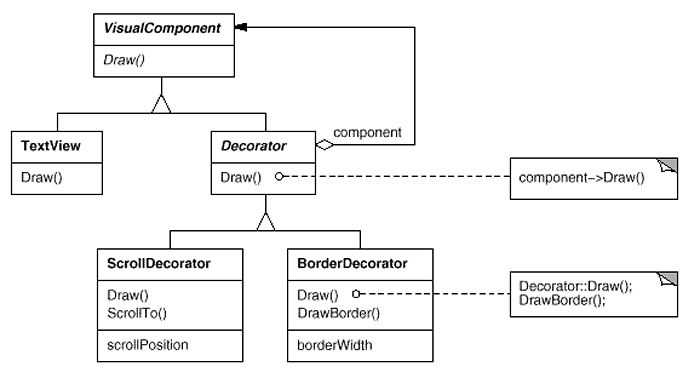 VisualComponent
Draw()
component
TextView
Draw()
Decorator
Draw()
component->Draw()
ScrollDecorator
Draw()
ScrollTo()
scrollPosition
BorderDecorator
Draw()
DrawBorder()
borderWidth
Decorator::Draw();
DrawBorder();